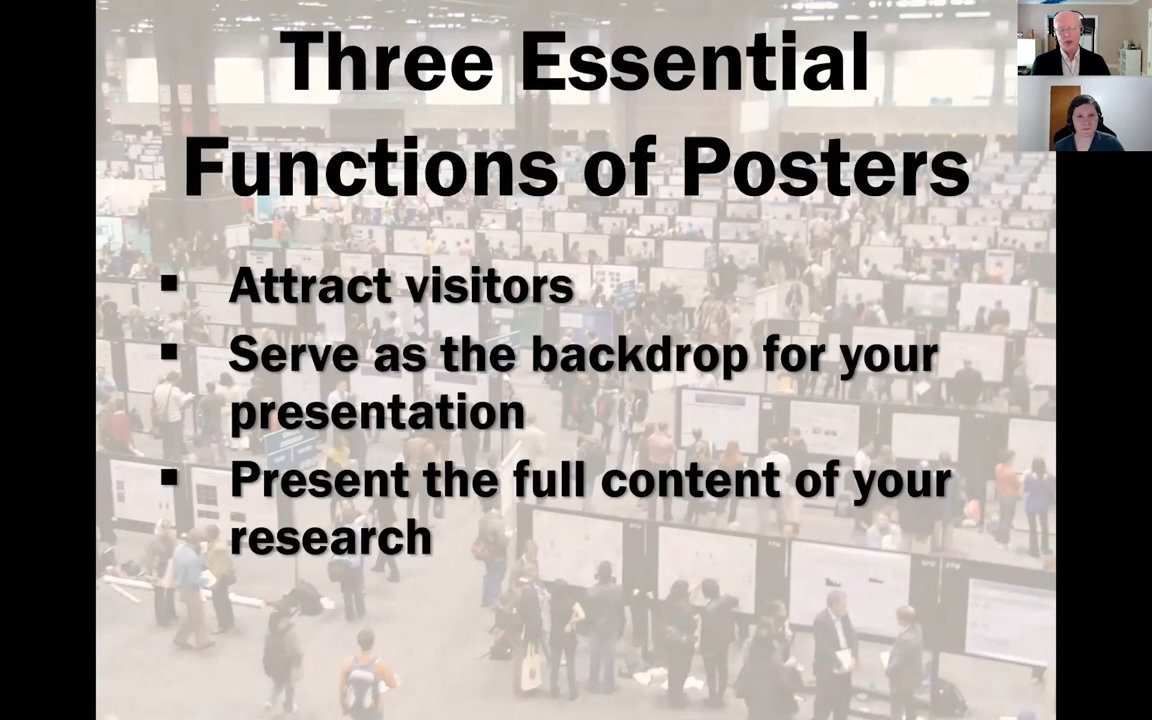 Three Essential
Functions of Posters
▪ Attract visitors
▪ Serve as the backdrop for your
presentation
▪ Present the full content of your
research